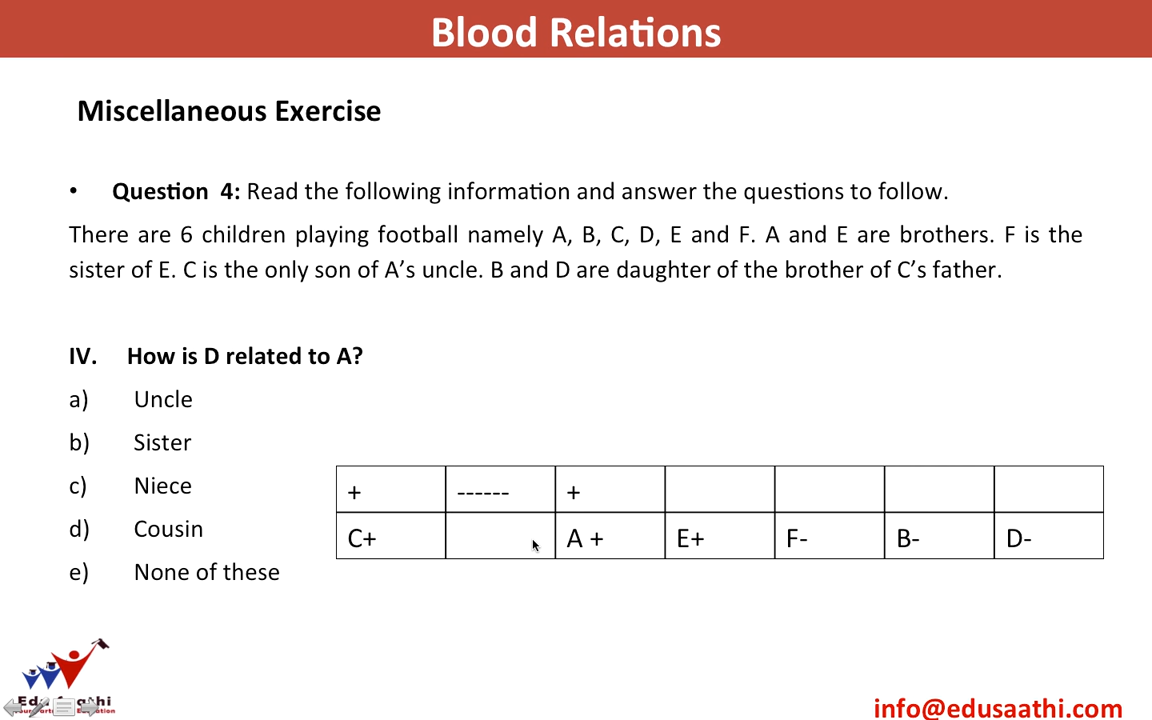 Blood Relations
Miscellaneous Exercise
• Question 4: Read the following information and answer the questions to follow.
There are 6 children playing football namely A, B, C, D, E and F. A and E are brothers. F is the
sister of E. C is the only son of A’s uncle. B and D are daughter of the brother of C’s father.
IV. How is D related to A?
a) Uncle
b) Sister
c) Niece
d) Cousin
e) None of these
+ ------ +
C+ A + E+ F- B- D-
info@edusaathi.com